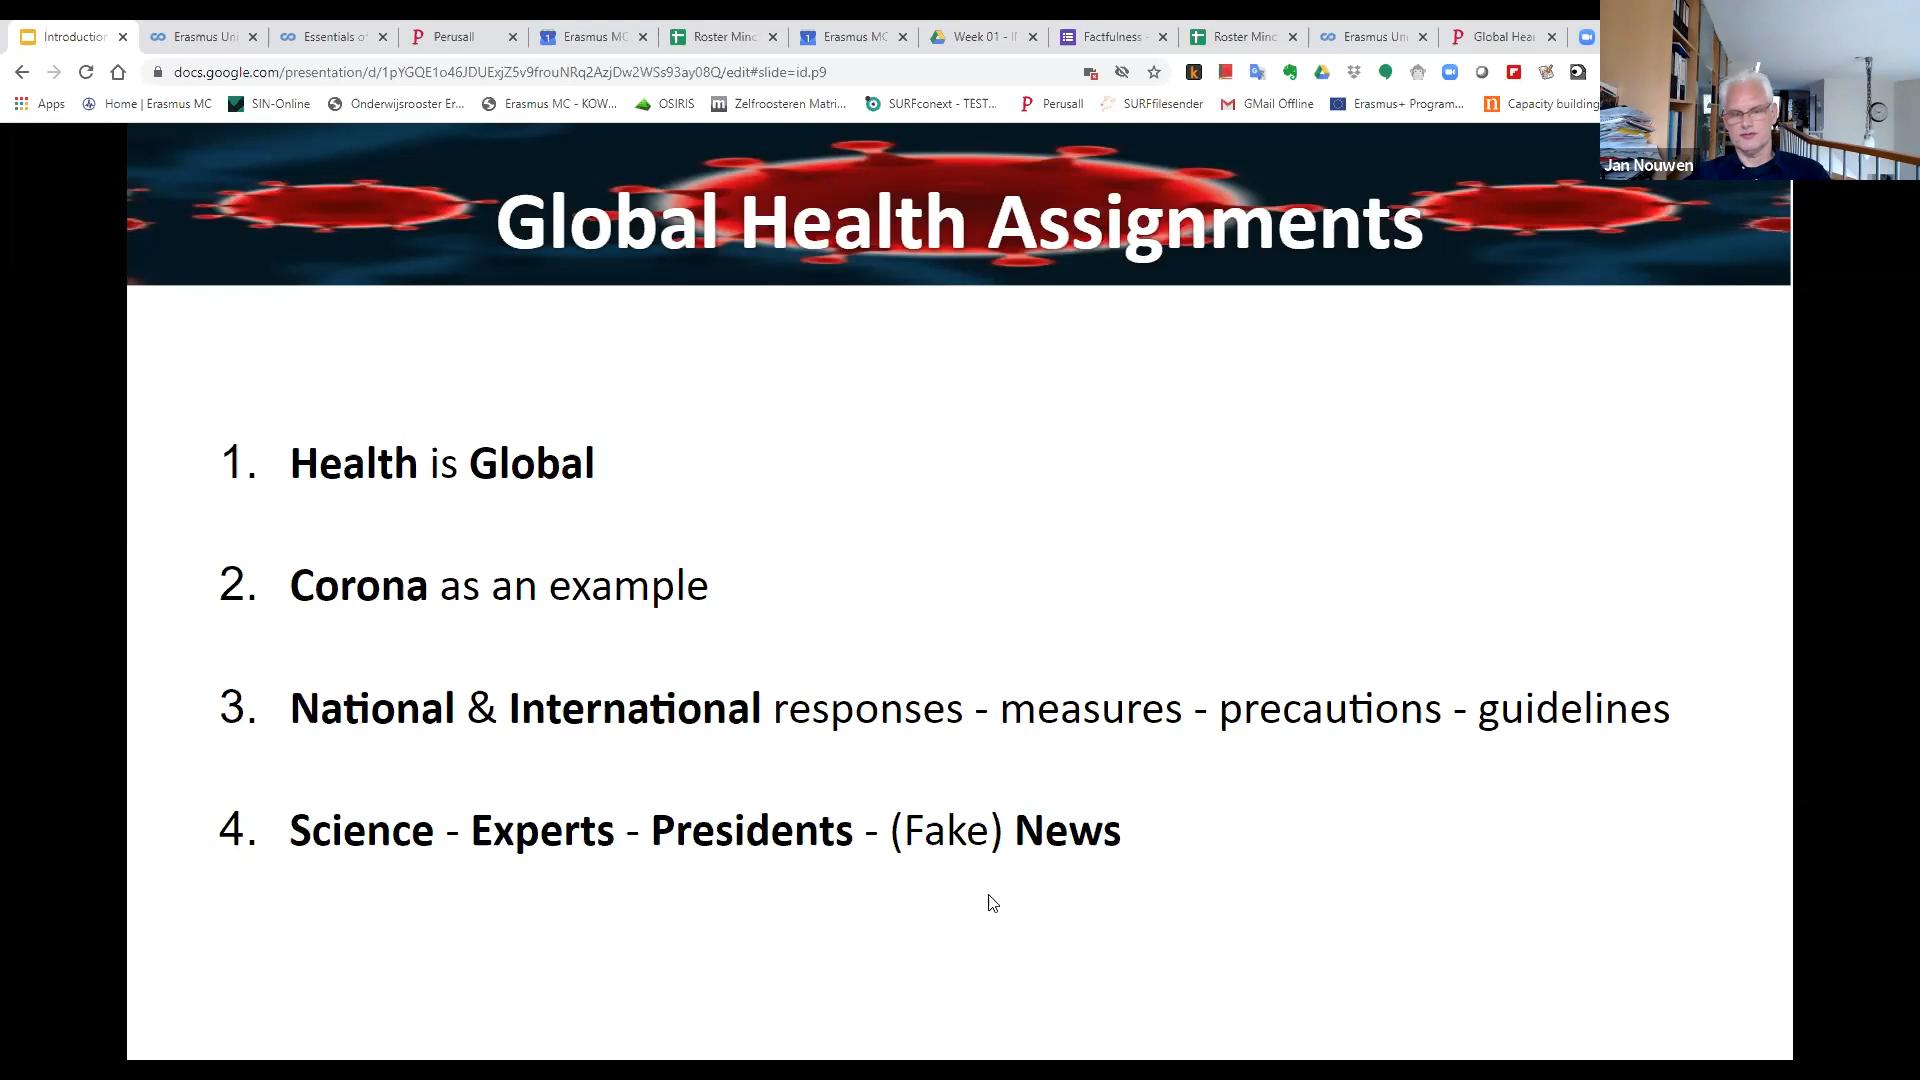 Introduction
Erasmus Uni
Essentials of
Perusall
Erasmus MC
Roster Minc
Erasmus MC
Week 01 - I
Factfulness -
Roster Minc
Erasmus Uni
Global Heal
docs.google.com/presentation/d/1pYGQE1o46JDUExjZ5v9frouNRq2AzjDw2WSs93ay08Q/edit#slide=id.p9
Apps
Home | Erasmus MC
SIN-Online
Onderwijsrooster Er...
Erasmus MC - KOW...
OSIRIS
Zelfroosteren Matri...
SURFconext - TEST...
Perusall
SURFfilesender
GMail Offline
Erasmus+ Program...
Capacity building
Jan Nouwen
Global Health Assignments
1. Health is Global
2. Corona as an example
3. National & International responses - measures - precautions - guidelines
4. Science - Experts - Presidents - (Fake) News